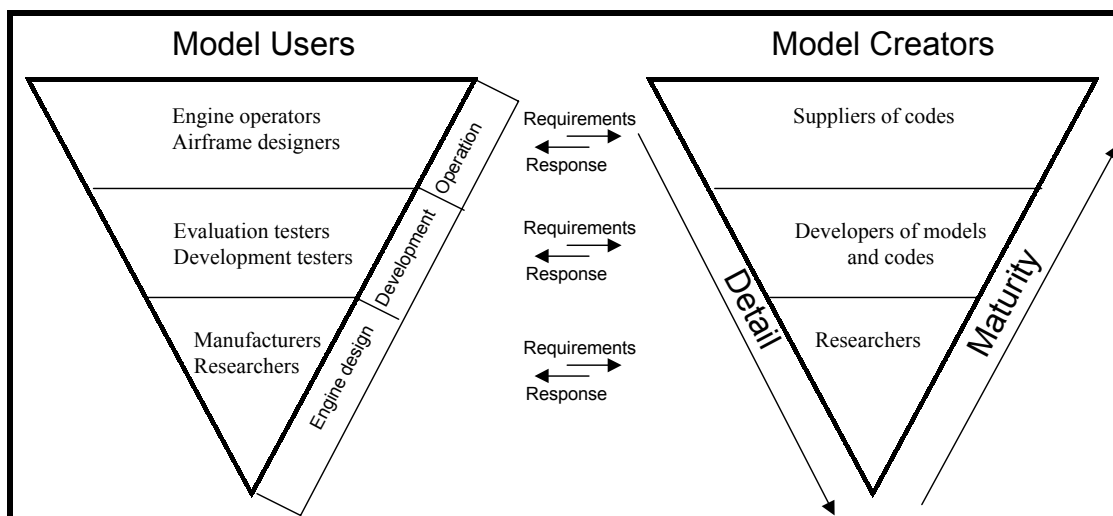 Model Users
Model Creators
Engine operators
Airframe designers
Operation
Requirements
Response
Suppliers of codes
Evaluation testers
Development testers
Development
Requirements
Response
Developers of models
and codes
Manufacturers
Researchers
Engine design
Requirements
Response
Researchers
Detail
Maturity